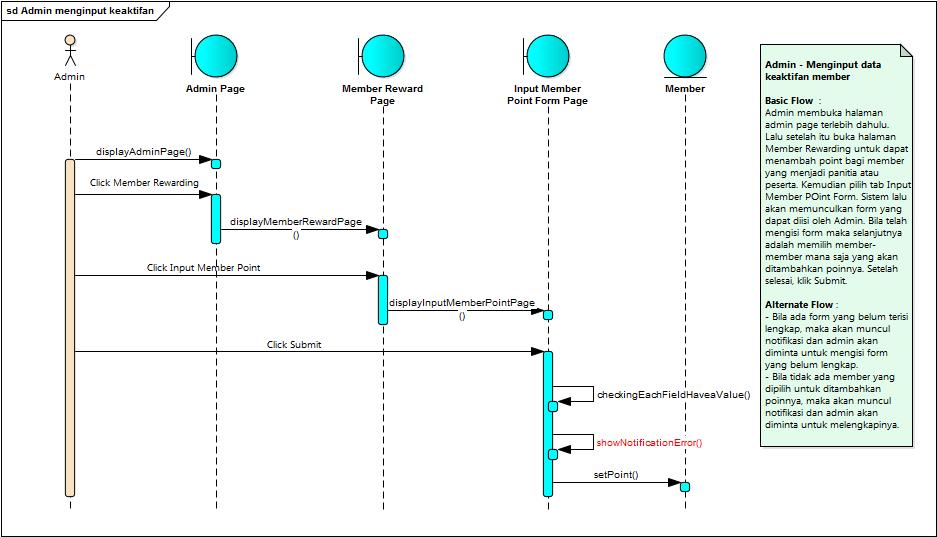 sd Admin menginput keaktifan
Admin
Admin Page
Member Reward
Page
Input Member
Point Form Page
Member
displayAdminPage()
Click Member Rewarding
displayMemberRewardPage
()
Click Input Member Point
displayInputMemberPointPage
()
Click Submit
checkingEachFieldHaveaValue()
showNotificationError()
setPoint()
Admin - Menginput data
keaktifan member
Basic Flow :
Admin membuka halaman
admin page terlebih dahulu.
Lalu setelah itu buka halaman
Member Rewarding untuk dapat
menambah point bagi member
yang menjadi panitia atau
peserta. Kemudian pilih tab Input
Member POint Form. Sistem lalu
akan memunculkan form yang
dapat diisi oleh Admin. Bila telah
mengisi form maka selanjutnya
adalah memilih member-
member mana saja yang akan
ditambahkan poinnya. Setelah
selesai, klik Submit.
Alternate Flow :
- Bila ada form yang belum terisi
lengkap, maka akan muncul
notifikasi dan admin akan
diminta untuk mengisi form
yang belum lengkap.
- Bila tidak ada member yang
dipilih untuk ditambahkan
poinnya, maka akan muncul
notifikasi dan admin akan
diminta untuk melengkapinya.